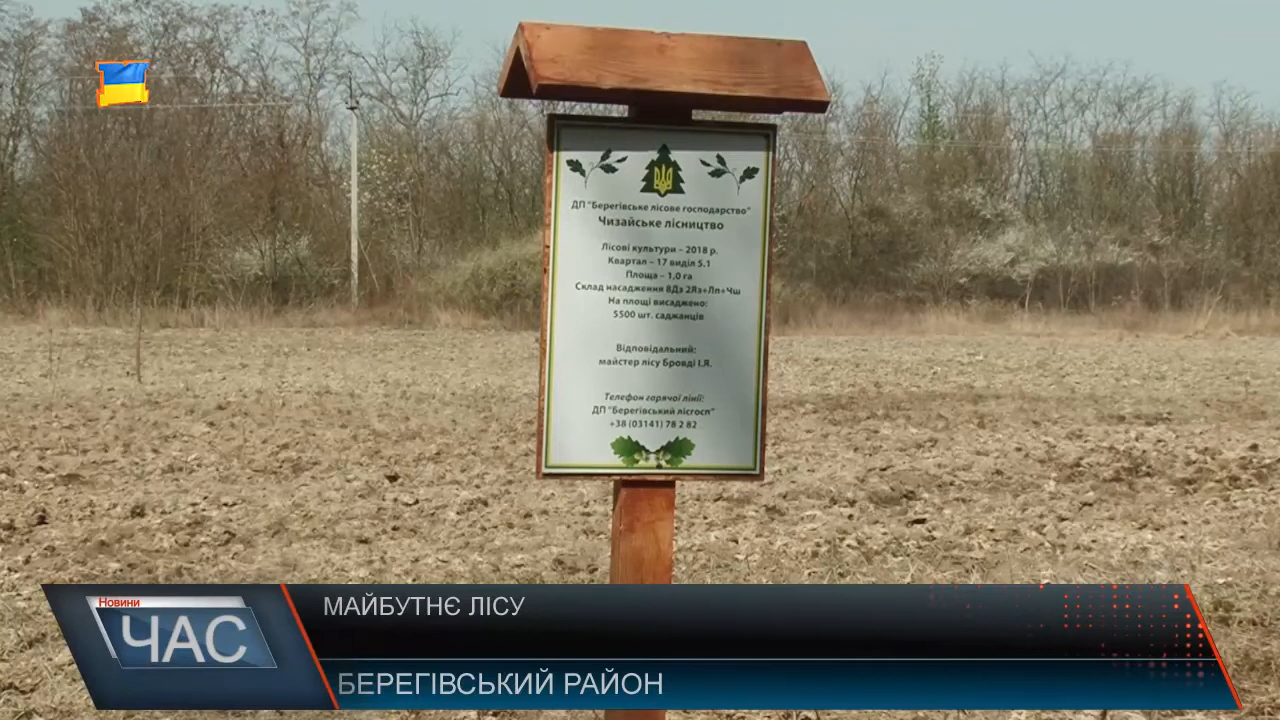 ДП "Берегівське лісове господарство"
Чизайське лісництво
Лісові культури – 2018 р.
Квартал – 17 виділ 5.1
Площа – 1,0 га
Склад насадження 8Дз 2Яз+Лп+Чш
На площі висаджено:
5500 шт. саджанців
Відповідальний:
майстер лісу Бровді І.Я.
Телефон гарячої лінії:
ДП "Берегівський лісгосп"
+38 (03141) 78 2 82
Новини
ЧАС
МАЙБУТНЄ ЛІСУ
БЕРЕГІВСЬКИЙ РАЙОН